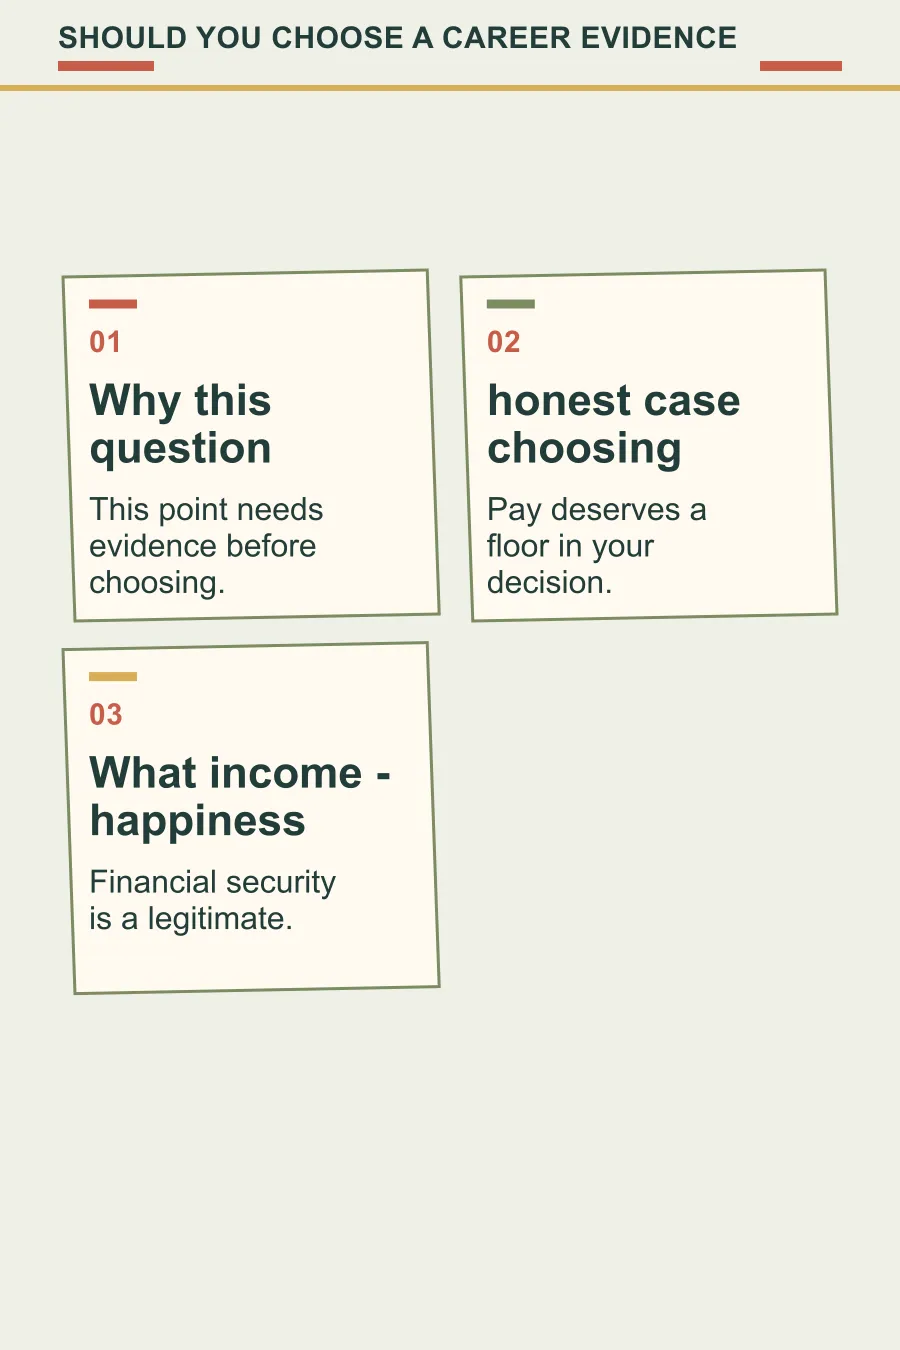 SHOULD YOU CHOOSE A CAREER EVIDENCE
01
Why this
question
This point needs
evidence before
choosing.
02
honest case
choosing
Pay deserves a
floor in your
decision.
03
What income -
happiness
Financial security
is a legitimate.